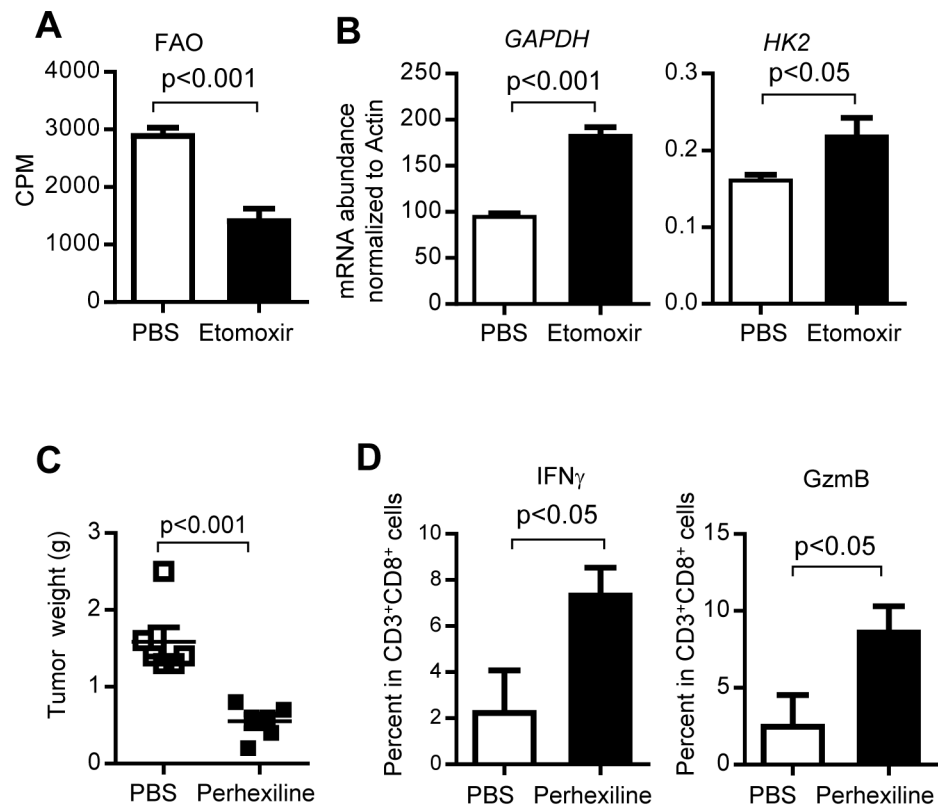 A
FAO
4000
3000
2000
1000
0
CPM
p<0.001
PBS Etomoxir
B
GAPDH
250
200
150
100
50
0
mRNA abundance
normalized to Actin
p<0.001
PBS Etomoxir
HK2
0.3
0.2
0.1
0.0
p<0.05
PBS Etomoxir
C
3
2
1
0
Tumor weight (g)
p<0.001
PBS Perhexiline
D
IFNγ
10
8
6
4
2
0
Percent in CD3⁺CD8⁺ cells
p<0.05
PBS Perhexiline
GzmB
15
10
5
0
Percent in CD3⁺CD8⁺ cells
p<0.05
PBS Perhexiline